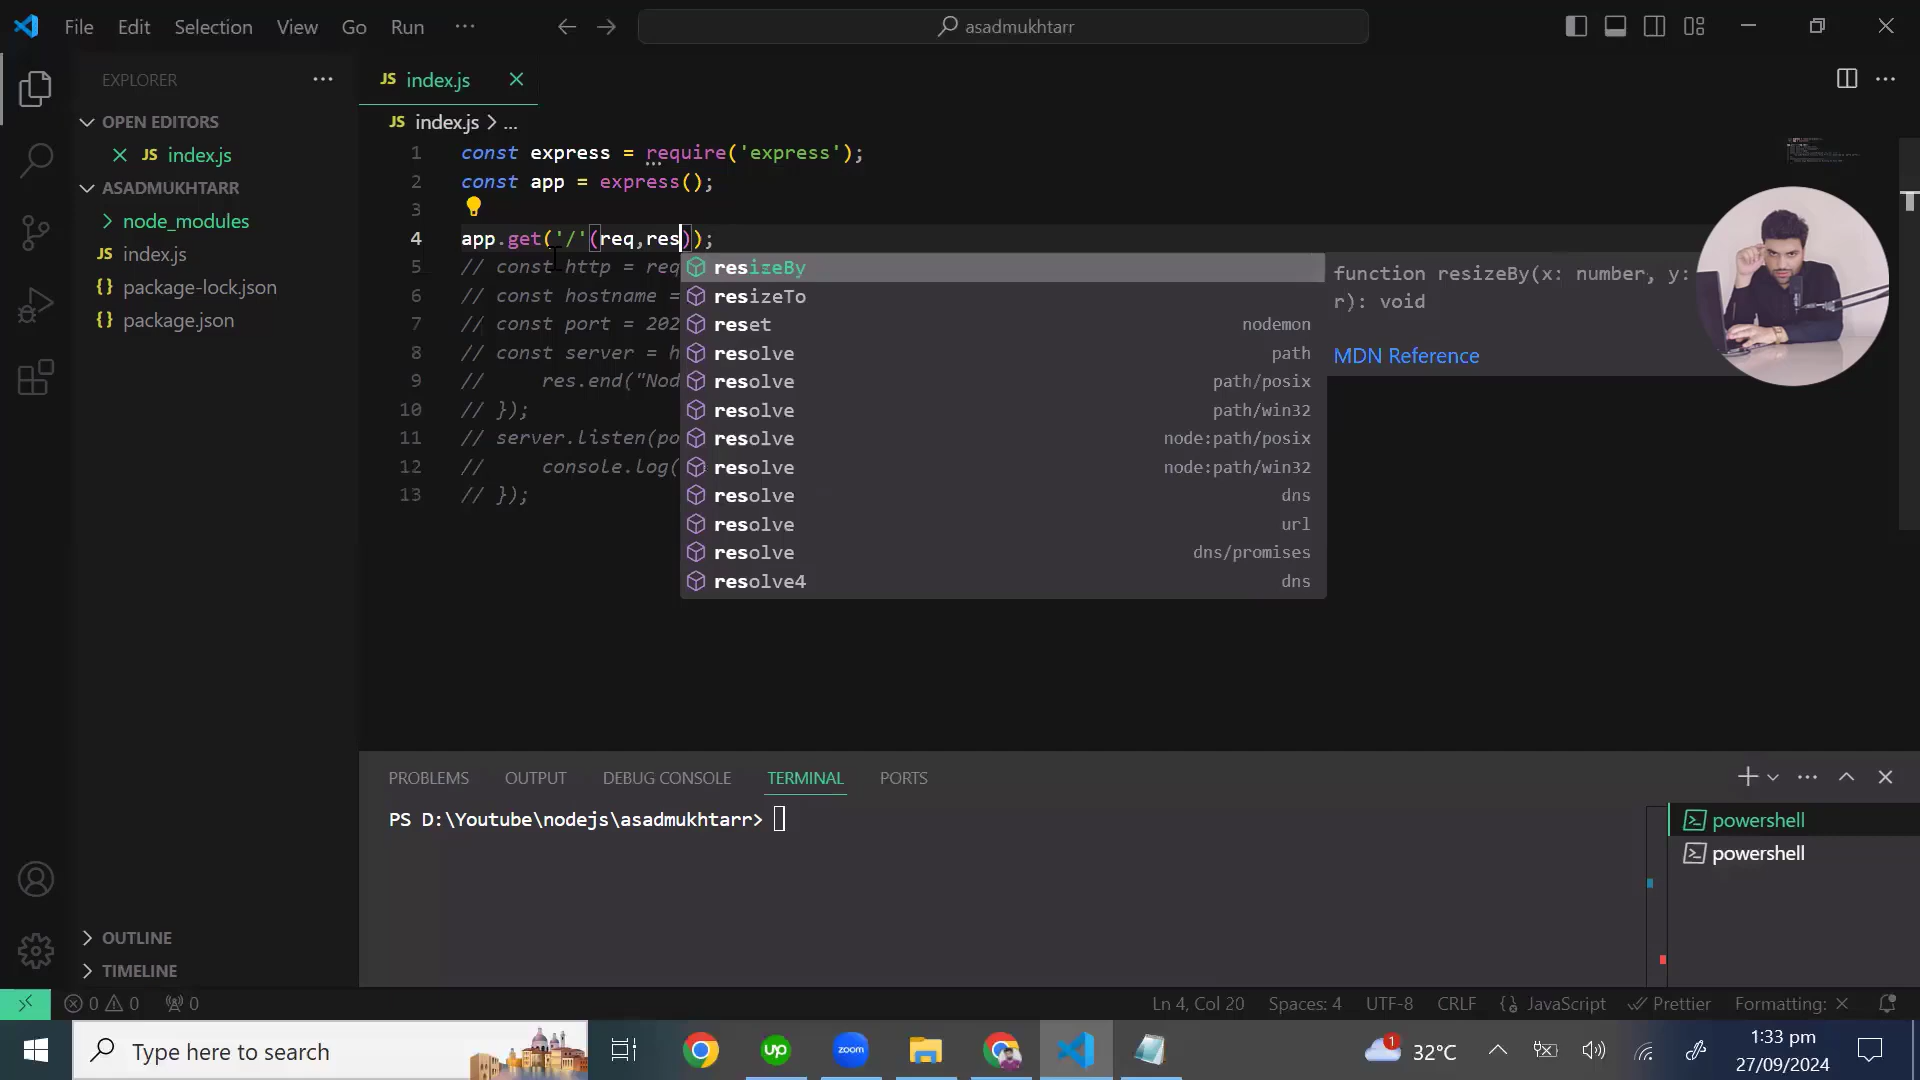 File Edit Selection View Go Run ···
asadmukhtarr
EXPLORER ···
OPEN EDITORS
JS index.js
ASADMUKHTARR
node_modules
JS index.js
{} package-lock.json
{} package.json
OUTLINE
TIMELINE
JS index.js
JS index.js > ...
1 const express = require('express');
2 const app = express();
3
4 app.get('/'(req,res));
5 // const http = req
6 // const hostname =
7 // const port = 202
8 // const server = h
9 //     res.end("Nod
10 // });
11 // server.listen(po
12 //     console.log(
13 // });
resizeBy
resizeTo
reset nodemon
resolve path
resolve path/posix
resolve path/win32
resolve node:path/posix
resolve node:path/win32
resolve dns
resolve url
resolve dns/promises
resolve4 dns
function resizeBy(x: number, y:
r): void
MDN Reference
PROBLEMS OUTPUT DEBUG CONSOLE TERMINAL PORTS
PS D:\Youtube\nodejs\asadmukhtarr>
powershell
powershell
0 0 0
Ln 4, Col 20 Spaces: 4 UTF-8 CRLF {} JavaScript Prettier Formatting: ×
Type here to search
up
zoom
1
32°C
1:33 pm
27/09/2024